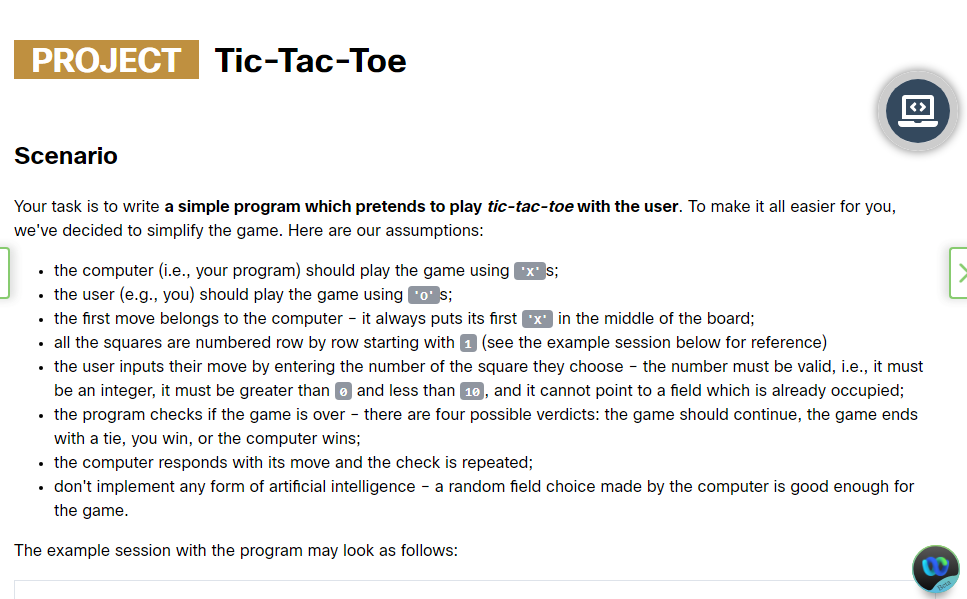 PROJECT Tic-Tac-Toe
Scenario
Your task is to write a simple program which pretends to play tic-tac-toe with the user. To make it all easier for you,
we've decided to simplify the game. Here are our assumptions:
• the computer (i.e., your program) should play the game using 'X's;
• the user (e.g., you) should play the game using 'O's;
• the first move belongs to the computer − it always puts its first 'X' in the middle of the board;
• all the squares are numbered row by row starting with 1 (see the example session below for reference)
• the user inputs their move by entering the number of the square they choose − the number must be valid, i.e., it must
be an integer, it must be greater than 0 and less than 10, and it cannot point to a field which is already occupied;
• the program checks if the game is over − there are four possible verdicts: the game should continue, the game ends
with a tie, you win, or the computer wins;
• the computer responds with its move and the check is repeated;
• don't implement any form of artificial intelligence − a random field choice made by the computer is good enough for
the game.
The example session with the program may look as follows:
Beta